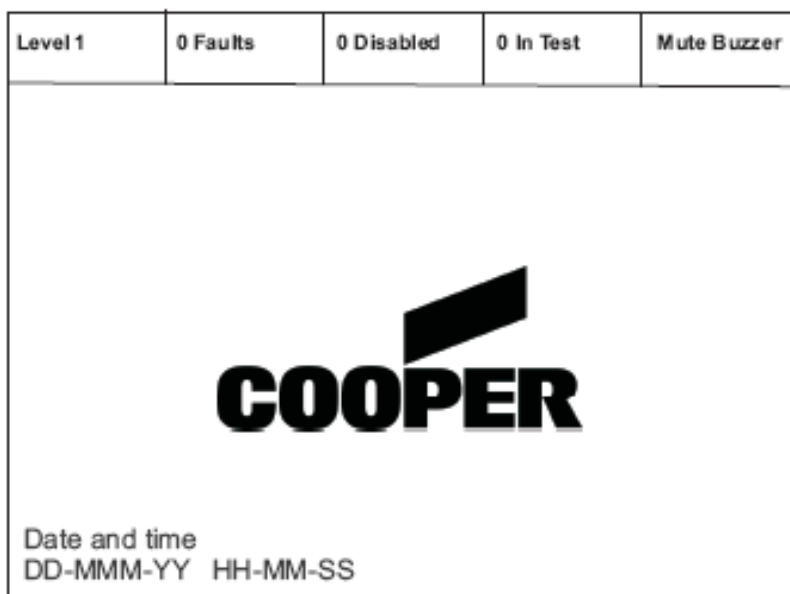 Level 1 0 Faults 0 Disabled 0 In Test Mute Buzzer
COOPER
Date and time
DD-MMM-YY HH-MM-SS